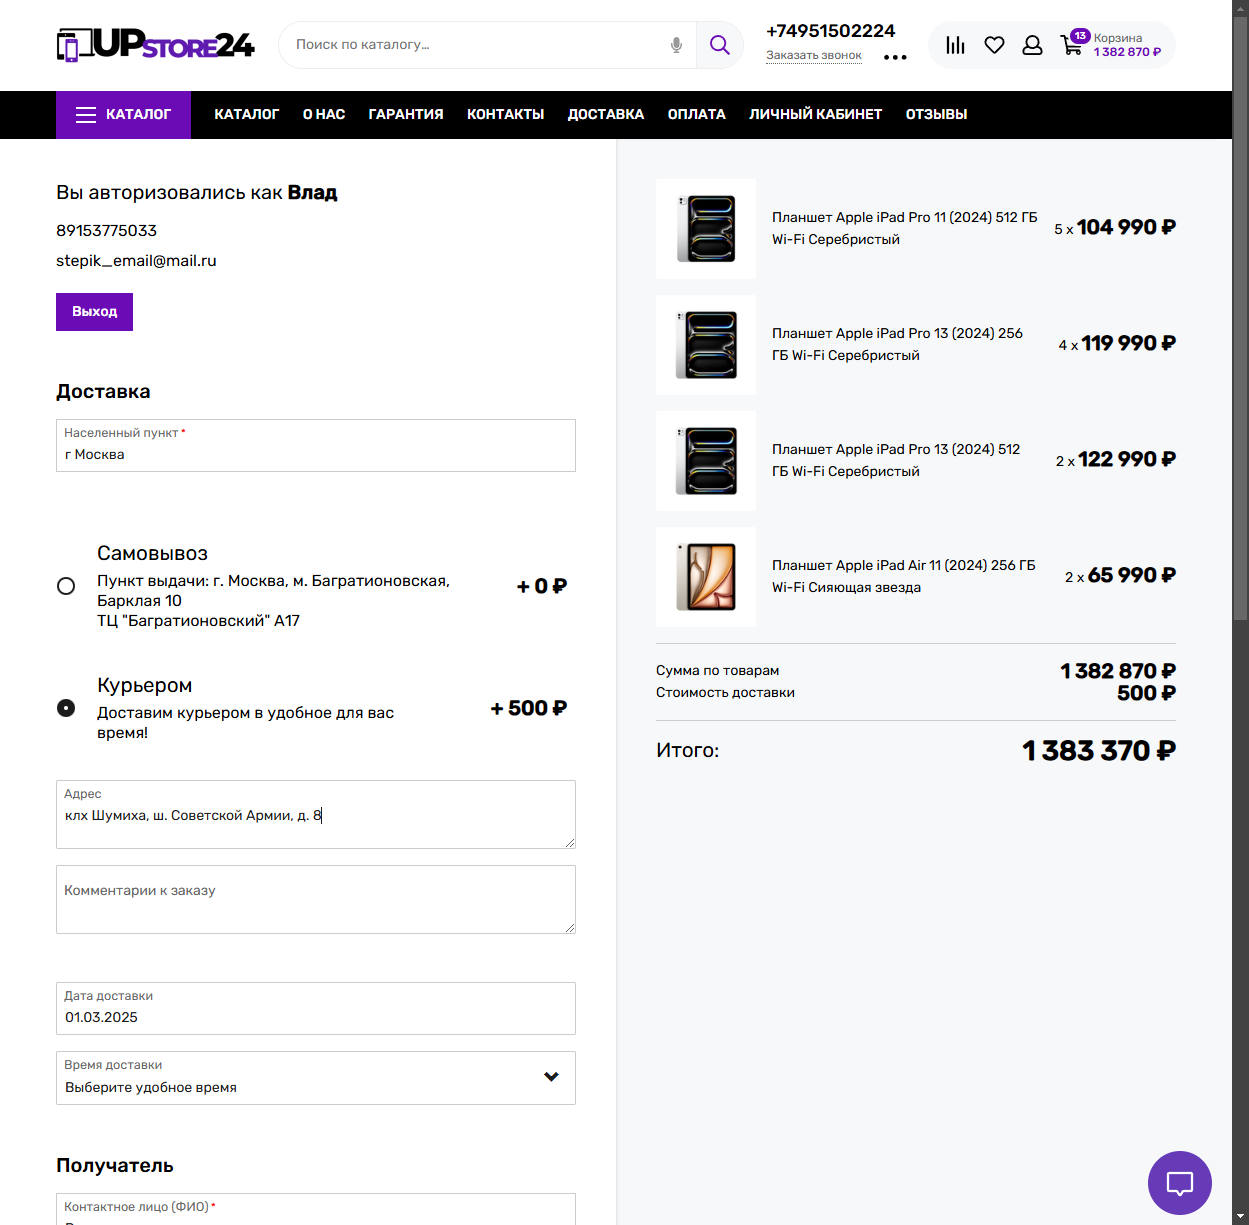 UPSTORE24
Поиск по каталогу...
+74951502224
Заказать звонок
13
Корзина
1 382 870 ₽
КАТАЛОГ
КАТАЛОГ О НАС ГАРАНТИЯ КОНТАКТЫ ДОСТАВКА ОПЛАТА ЛИЧНЫЙ КАБИНЕТ ОТЗЫВЫ
Вы авторизовались как Влад
89153775033
stepik_email@mail.ru
Выход
Доставка
Населенный пункт *
г Москва
Самовывоз
Пункт выдачи: г. Москва, м. Багратионовская,
Барклая 10
ТЦ "Багратионовский" А17
+ 0 ₽
Курьером
Доставим курьером в удобное для вас
время!
+ 500 ₽
Адрес
клх Шумиха, ш. Советской Армии, д. 8
Комментарии к заказу
Дата доставки
01.03.2025
Время доставки
Выберите удобное время
Получатель
Контактное лицо (ФИО) *
Планшет Apple iPad Pro 11 (2024) 512 ГБ
Wi-Fi Серебристый
5 x 104 990 ₽
Планшет Apple iPad Pro 13 (2024) 256
ГБ Wi-Fi Серебристый
4 x 119 990 ₽
Планшет Apple iPad Pro 13 (2024) 512
ГБ Wi-Fi Серебристый
2 x 122 990 ₽
Планшет Apple iPad Air 11 (2024) 256 ГБ
Wi-Fi Сияющая звезда
2 x 65 990 ₽
Сумма по товарам 1 382 870 ₽
Стоимость доставки 500 ₽
Итого: 1 383 370 ₽